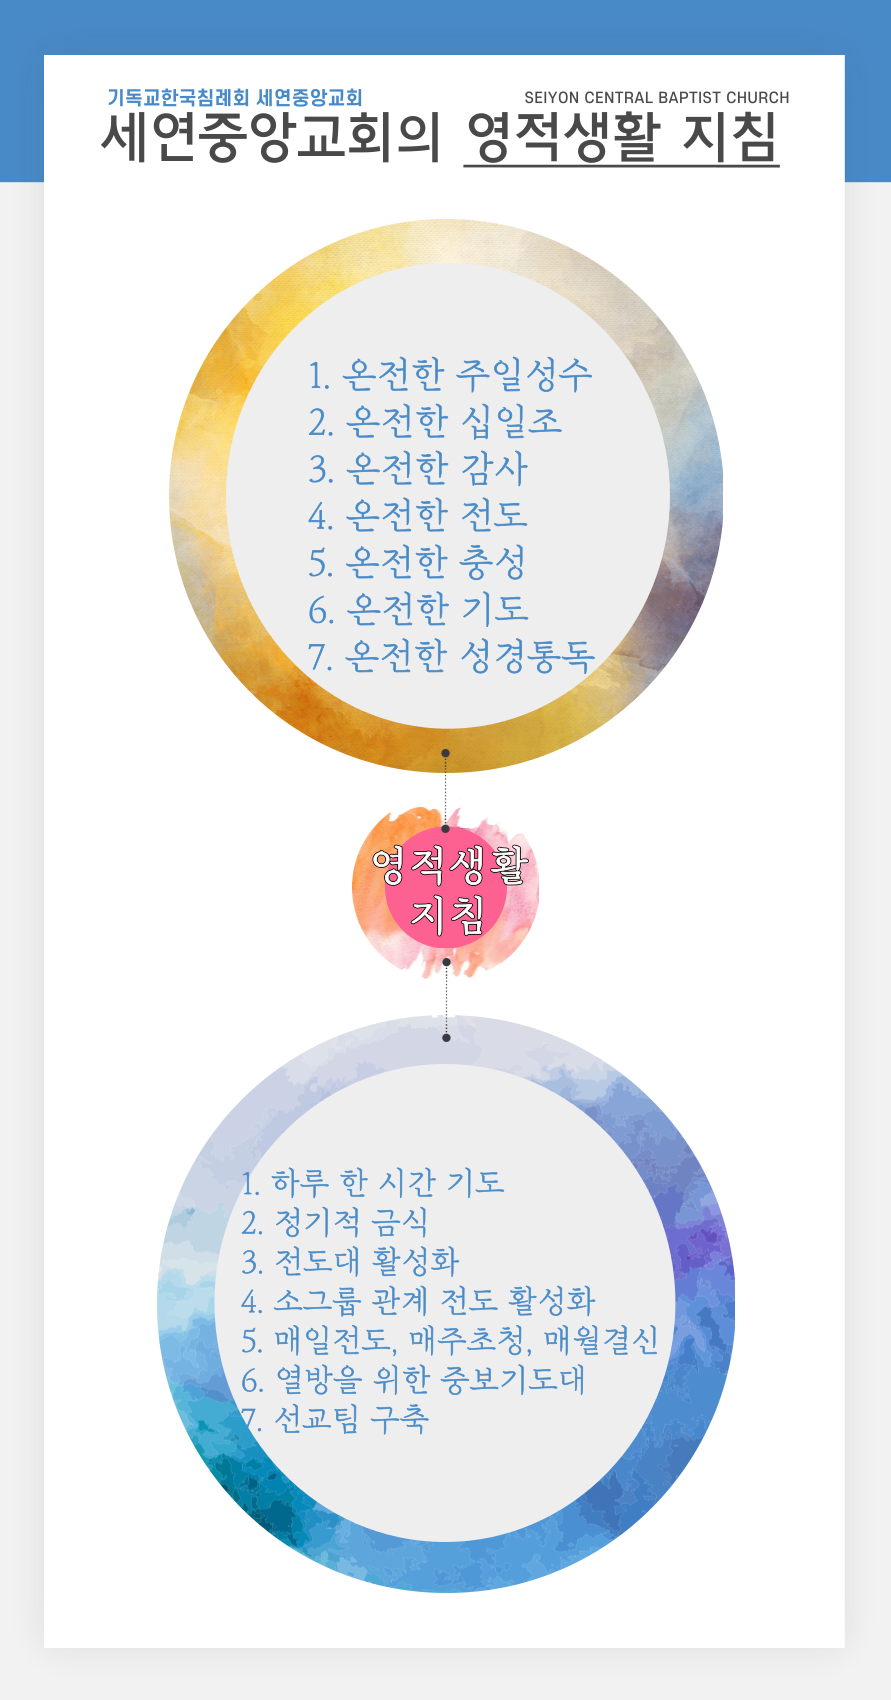 기독교한국침례회 세연중앙교회
SEIYON CENTRAL BAPTIST CHURCH
세연중앙교회의 영적생활 지침
1. 온전한 주일성수
2. 온전한 십일조
3. 온전한 감사
4. 온전한 전도
5. 온전한 충성
6. 온전한 기도
7. 온전한 성경통독
영적생활
지침
1. 하루 한 시간 기도
2. 정기적 금식
3. 전도대 활성화
4. 소그룹 관계 전도 활성화
5. 매일전도, 매주초청, 매월결신
6. 열방을 위한 중보기도대
7. 선교팀 구축